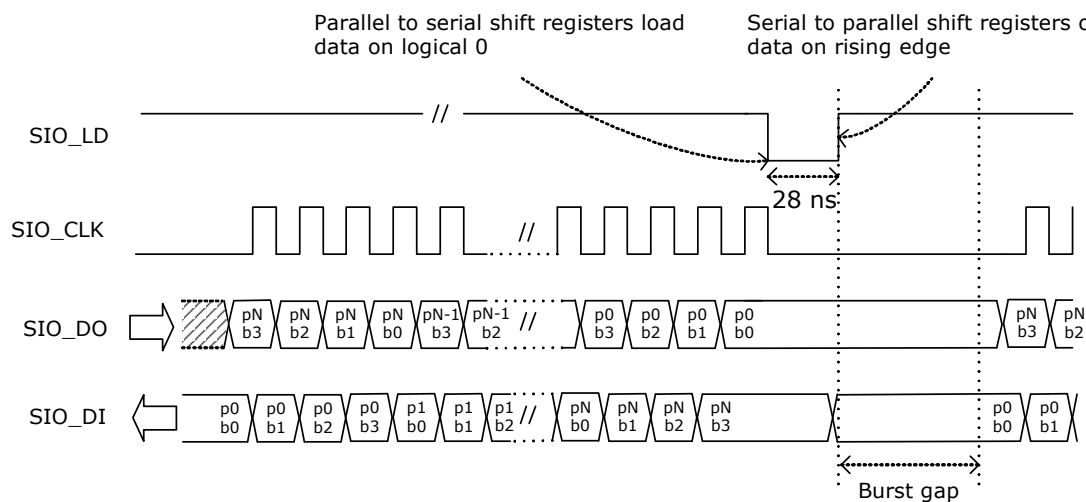 Parallel to serial shift registers load
data on logical 0
Serial to parallel shift registers
data on rising edge
SIO_LD
//
28 ns
SIO_CLK
//
SIO_DO
pN b3 pN b2 pN b1 pN b0 pN-1 b3 pN-1 b2 // p0 b3 p0 b2 p0 b1 p0 b0 pN b3 pN b2
SIO_DI
p0 b0 p0 b1 p0 b2 p0 b3 p1 b0 p1 b1 p1 b2 // pN b0 pN b1 pN b2 pN b3 p0 b0 p0 b1
Burst gap